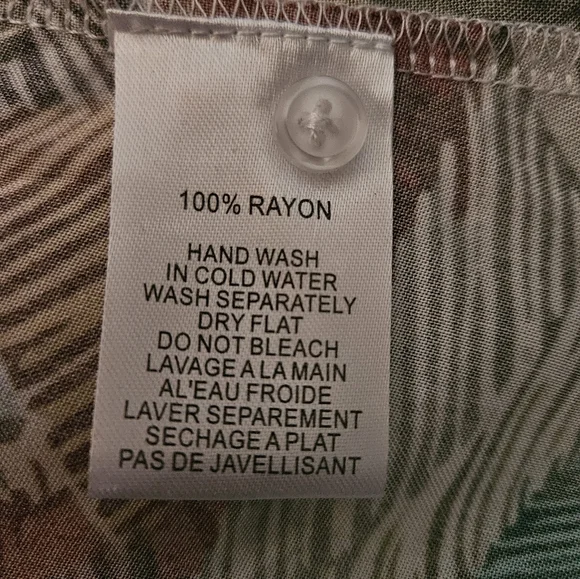 100% RAYON
HAND WASH
IN COLD WATER
WASH SEPARATELY
DRY FLAT
DO NOT BLEACH
LAVAGE A LA MAIN
A L'EAU FROIDE
LAVER SEPAREMENT
SECHAGE A PLAT
PAS DE JAVELLISANT